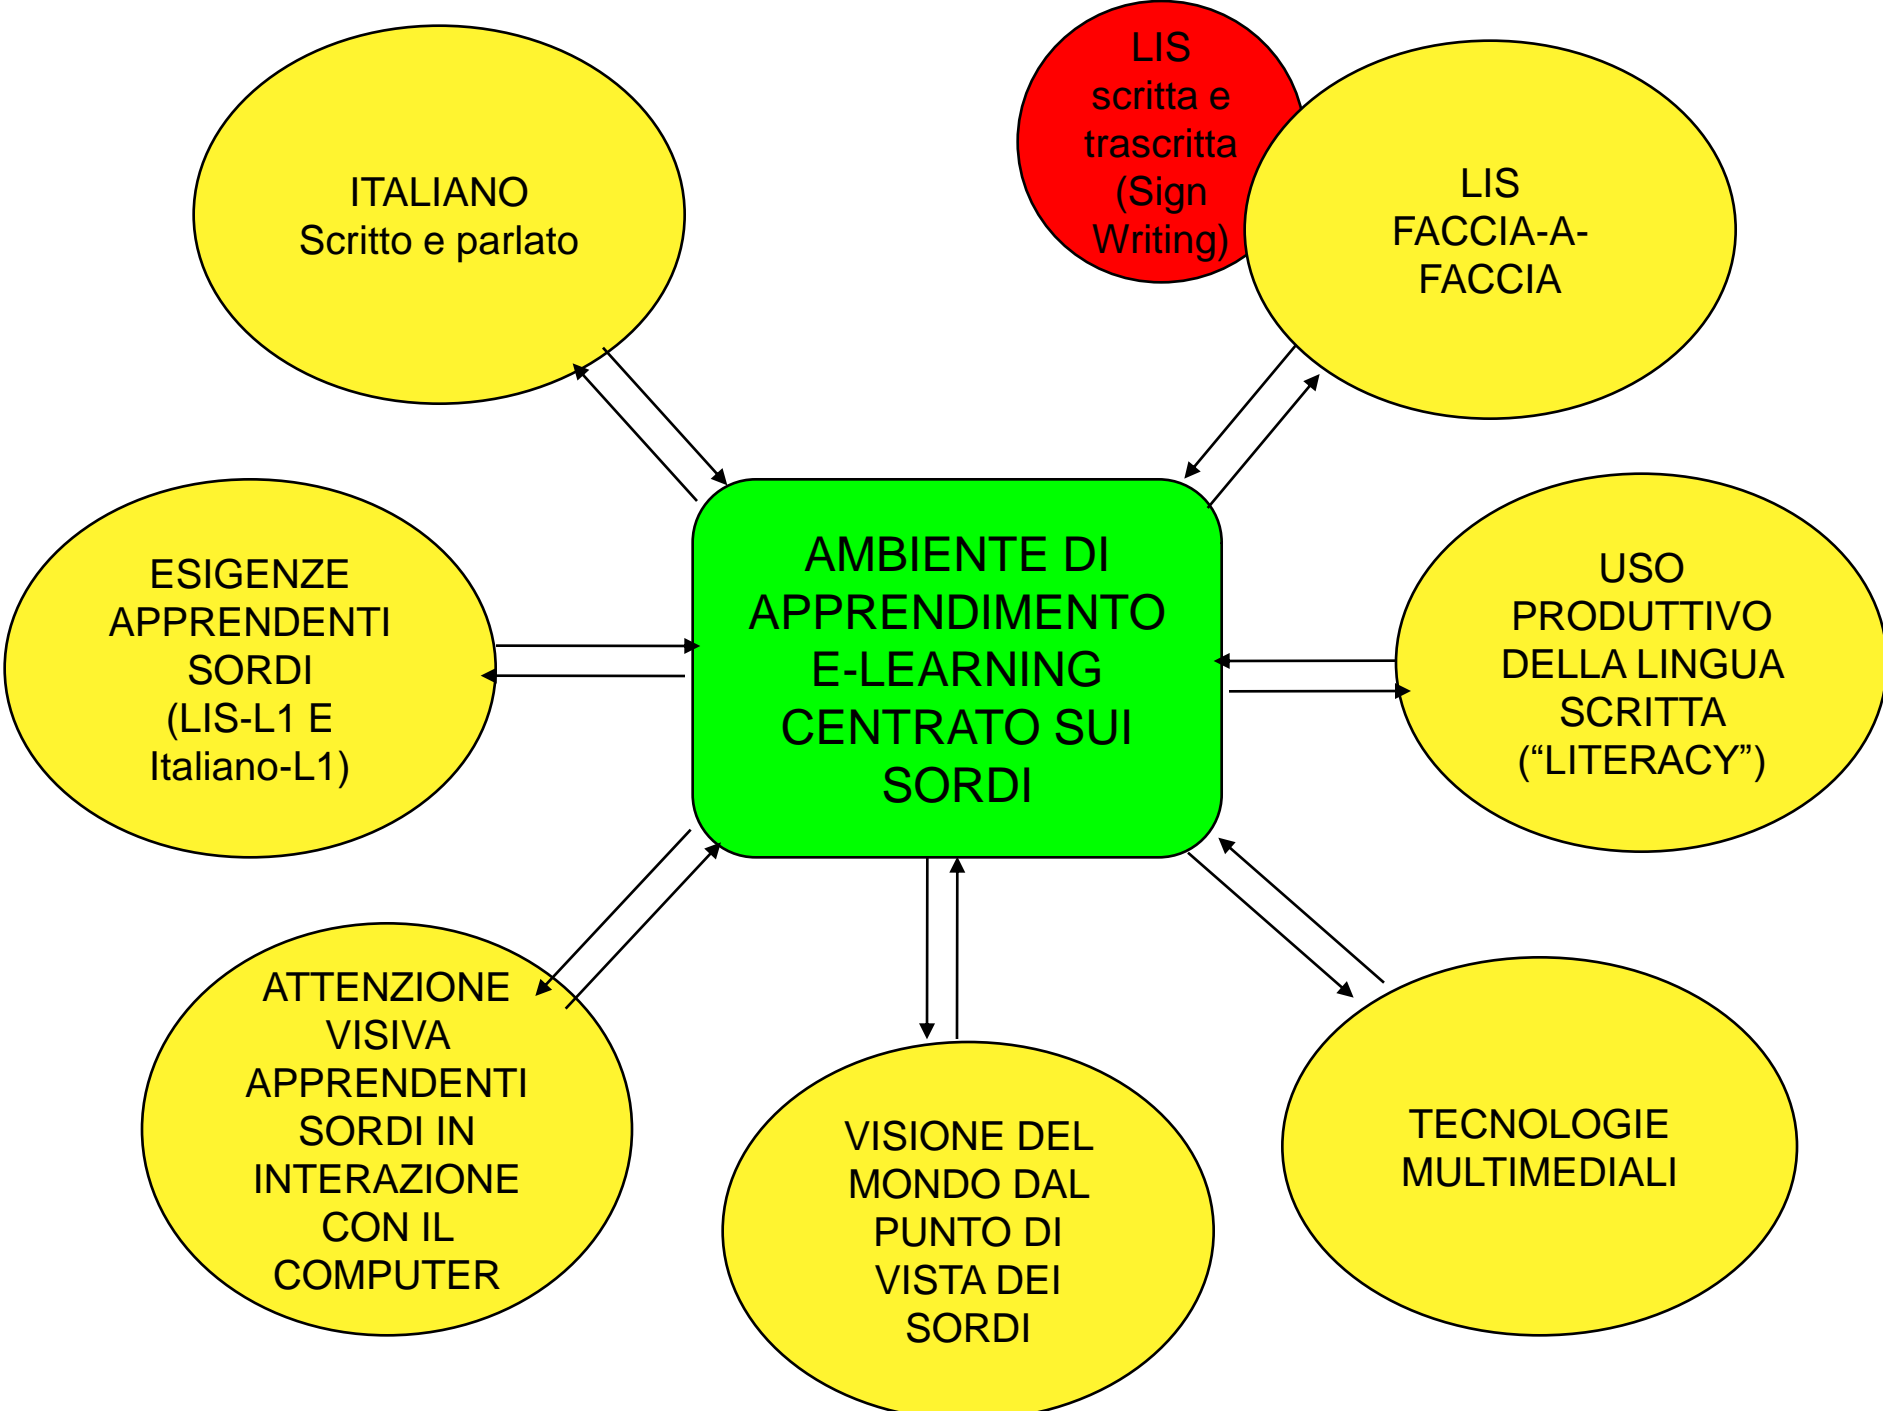 ITALIANO
Scritto e parlato
LIS
scritta e
trascritta
(Sign
Writing)
LIS
FACCIA-A-
FACCIA
ESIGENZE
APPRENDENTI
SORDI
(LIS-L1 E
Italiano-L1)
AMBIENTE DI
APPRENDIMENTO
E-LEARNING
CENTRATO SUI
SORDI
USO
PRODUTTIVO
DELLA LINGUA
SCRITTA
(“LITERACY”)
ATTENZIONE
VISIVA
APPRENDENTI
SORDI IN
INTERAZIONE
CON IL
COMPUTER
VISIONE DEL
MONDO DAL
PUNTO DI
VISTA DEI
SORDI
TECNOLOGIE
MULTIMEDIALI